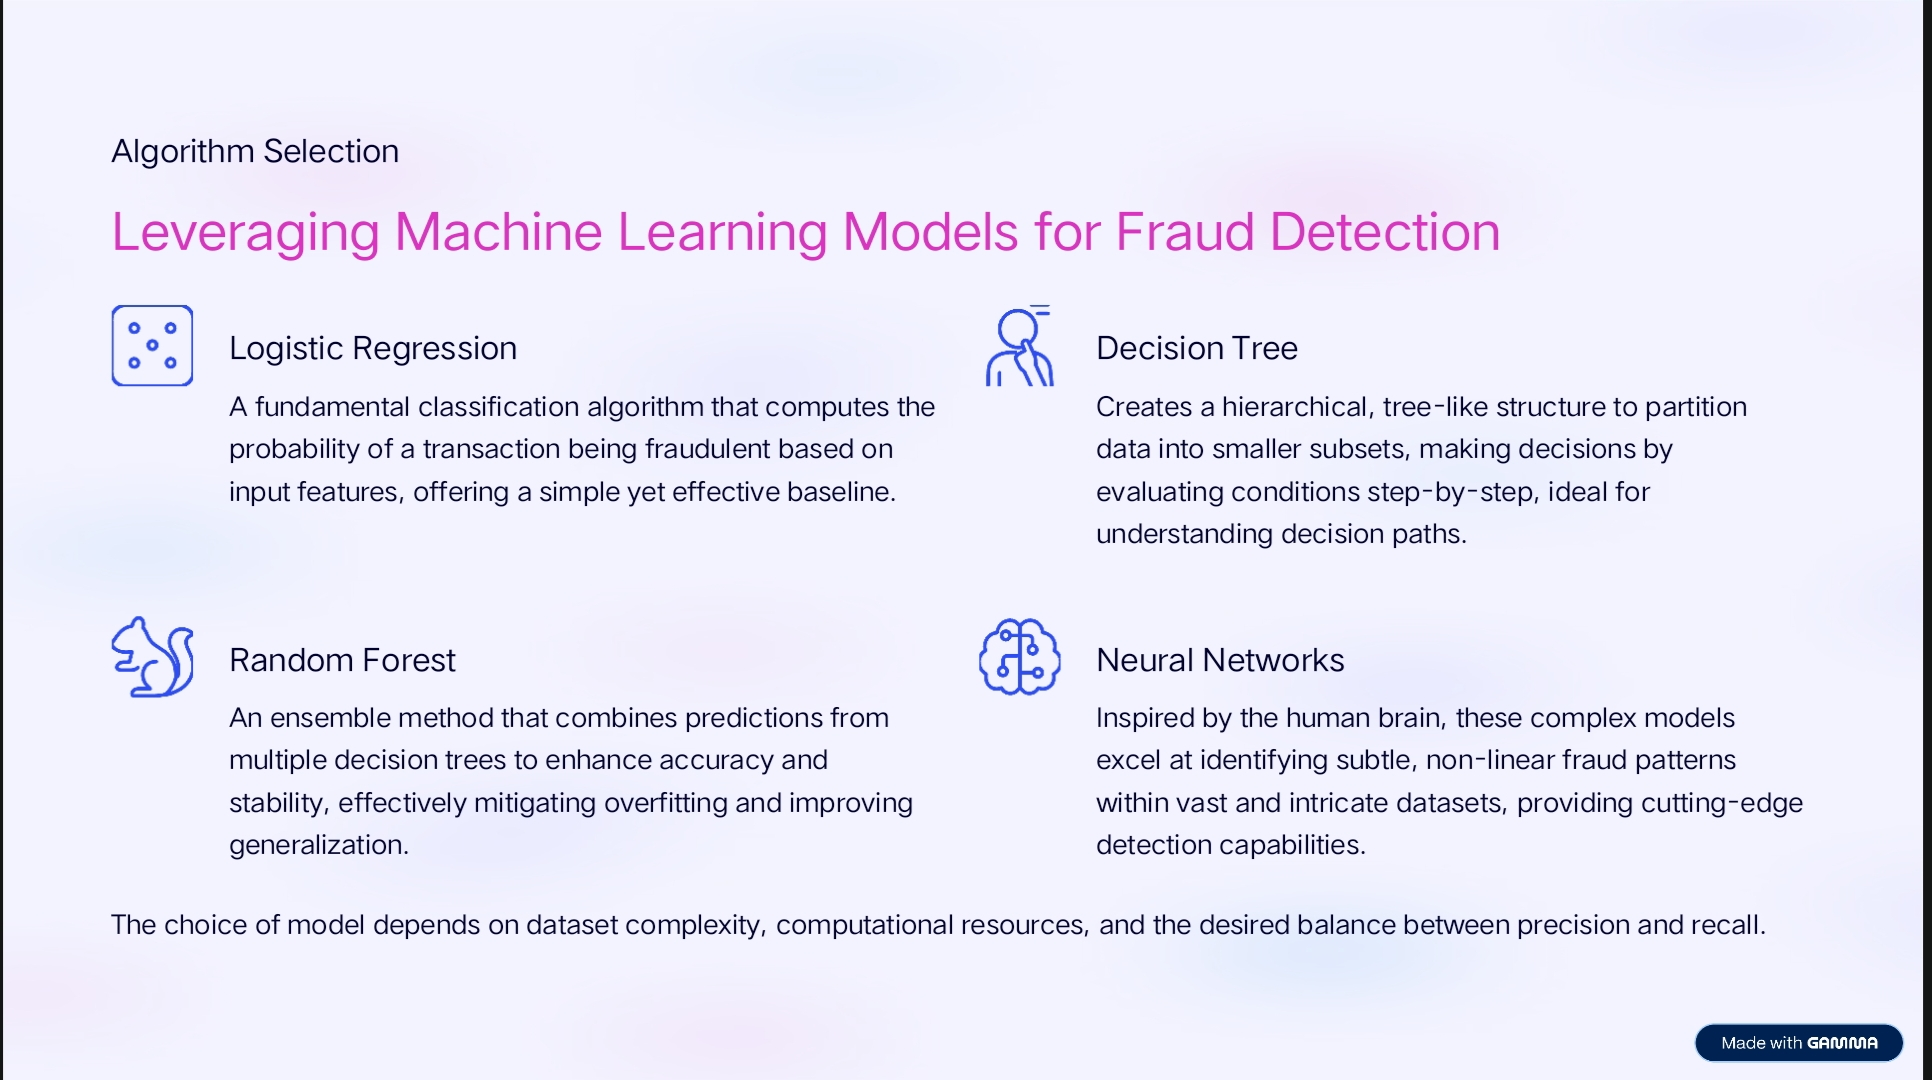 Algorithm Selection
Leveraging Machine Learning Models for Fraud Detection
Logistic Regression
A fundamental classification algorithm that computes the
probability of a transaction being fraudulent based on
input features, offering a simple yet effective baseline.
Decision Tree
Creates a hierarchical, tree-like structure to partition
data into smaller subsets, making decisions by
evaluating conditions step-by-step, ideal for
understanding decision paths.
Random Forest
An ensemble method that combines predictions from
multiple decision trees to enhance accuracy and
stability, effectively mitigating overfitting and improving
generalization.
Neural Networks
Inspired by the human brain, these complex models
excel at identifying subtle, non-linear fraud patterns
within vast and intricate datasets, providing cutting-edge
detection capabilities.
The choice of model depends on dataset complexity, computational resources, and the desired balance between precision and recall.
Made with GAMMA